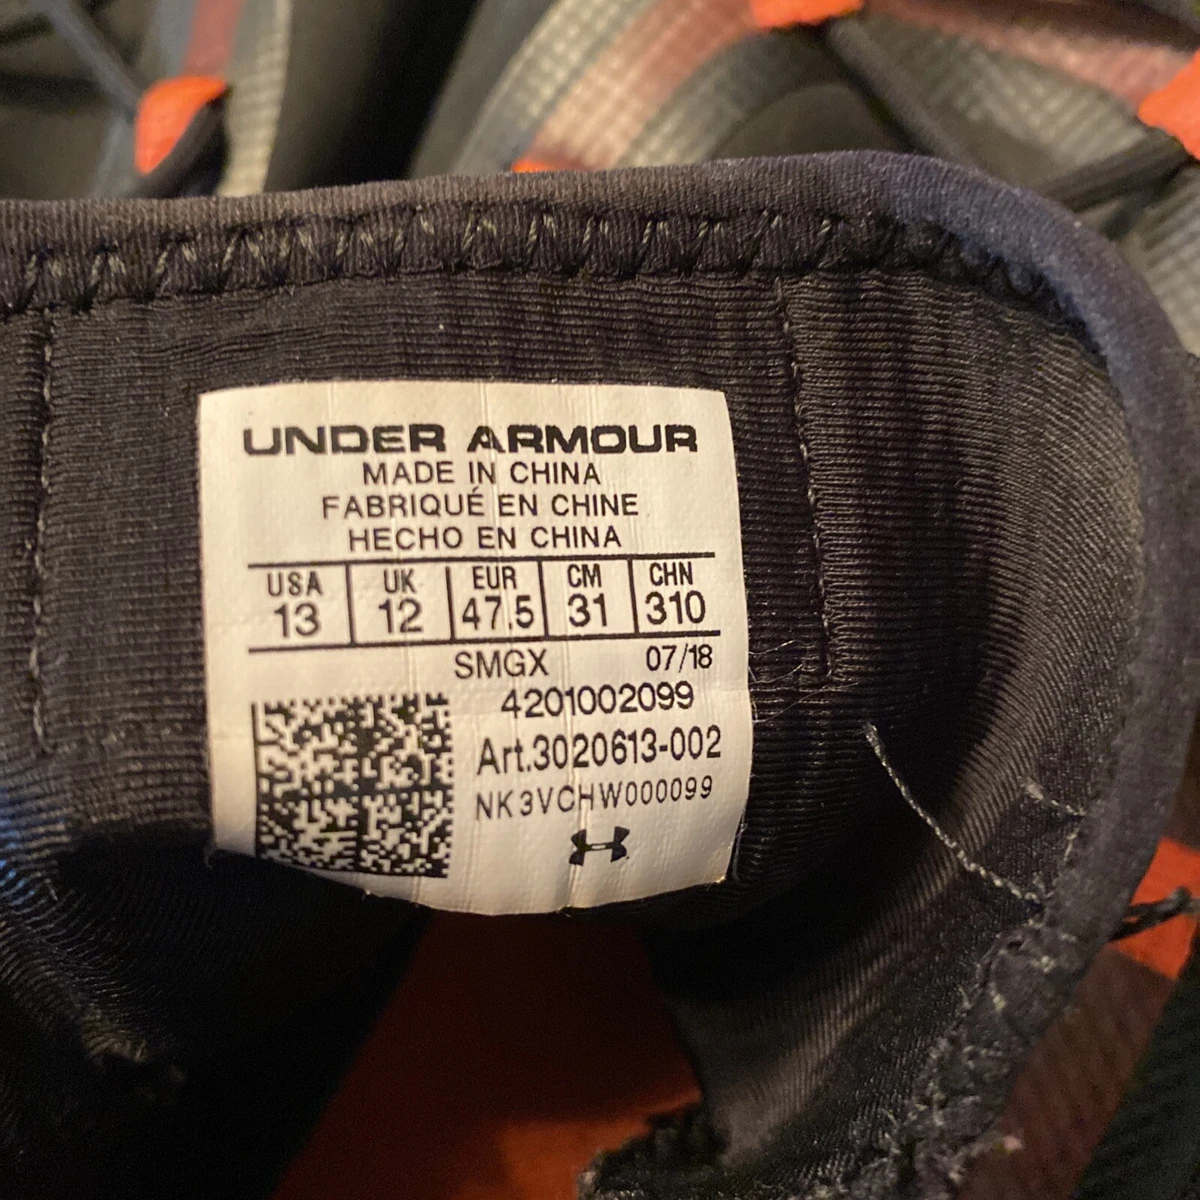 UNDER ARMOUR
MADE IN CHINA
FABRIQUÉ EN CHINE
HECHO EN CHINA
USA UK EUR CM CHN
13 12 47.5 31 310
SMGX 07/18
4201002099
Art.3020613-002
NK3VCHW000099